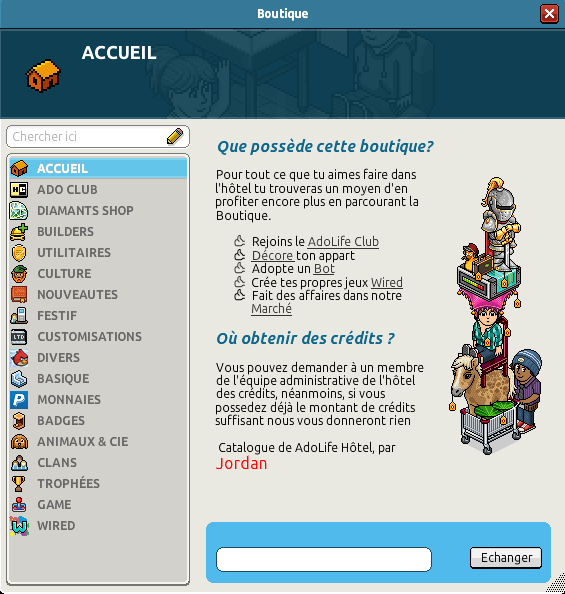 Boutique
ACCUEIL
Chercher ici
ACCUEIL
ADO CLUB
DIAMANTS SHOP
BUILDERS
UTILITAIRES
CULTURE
NOUVEAUTES
FESTIF
CUSTOMISATIONS
DIVERS
BASIQUE
MONNAIES
BADGES
ANIMAUX & CIE
CLANS
TROPHÉES
GAME
WIRED
Que possède cette boutique?
Pour tout ce que tu aimes faire dans
l'hôtel tu trouveras un moyen d'en
profiter encore plus en parcourant la
Boutique.
Rejoins le AdoLife Club
Décore ton appart
Adopte un Bot
Crée tes propres jeux Wired
Fait des affaires dans notre
Marché
Où obtenir des crédits ?
Vous pouvez demander à un membre
de l'équipe administrative de l'hôtel
des crédits, néanmoins, si vous
possedez déjà le montant de crédits
suffisant nous vous donneront rien
Catalogue de AdoLife Hôtel, par
Jordan
Echanger